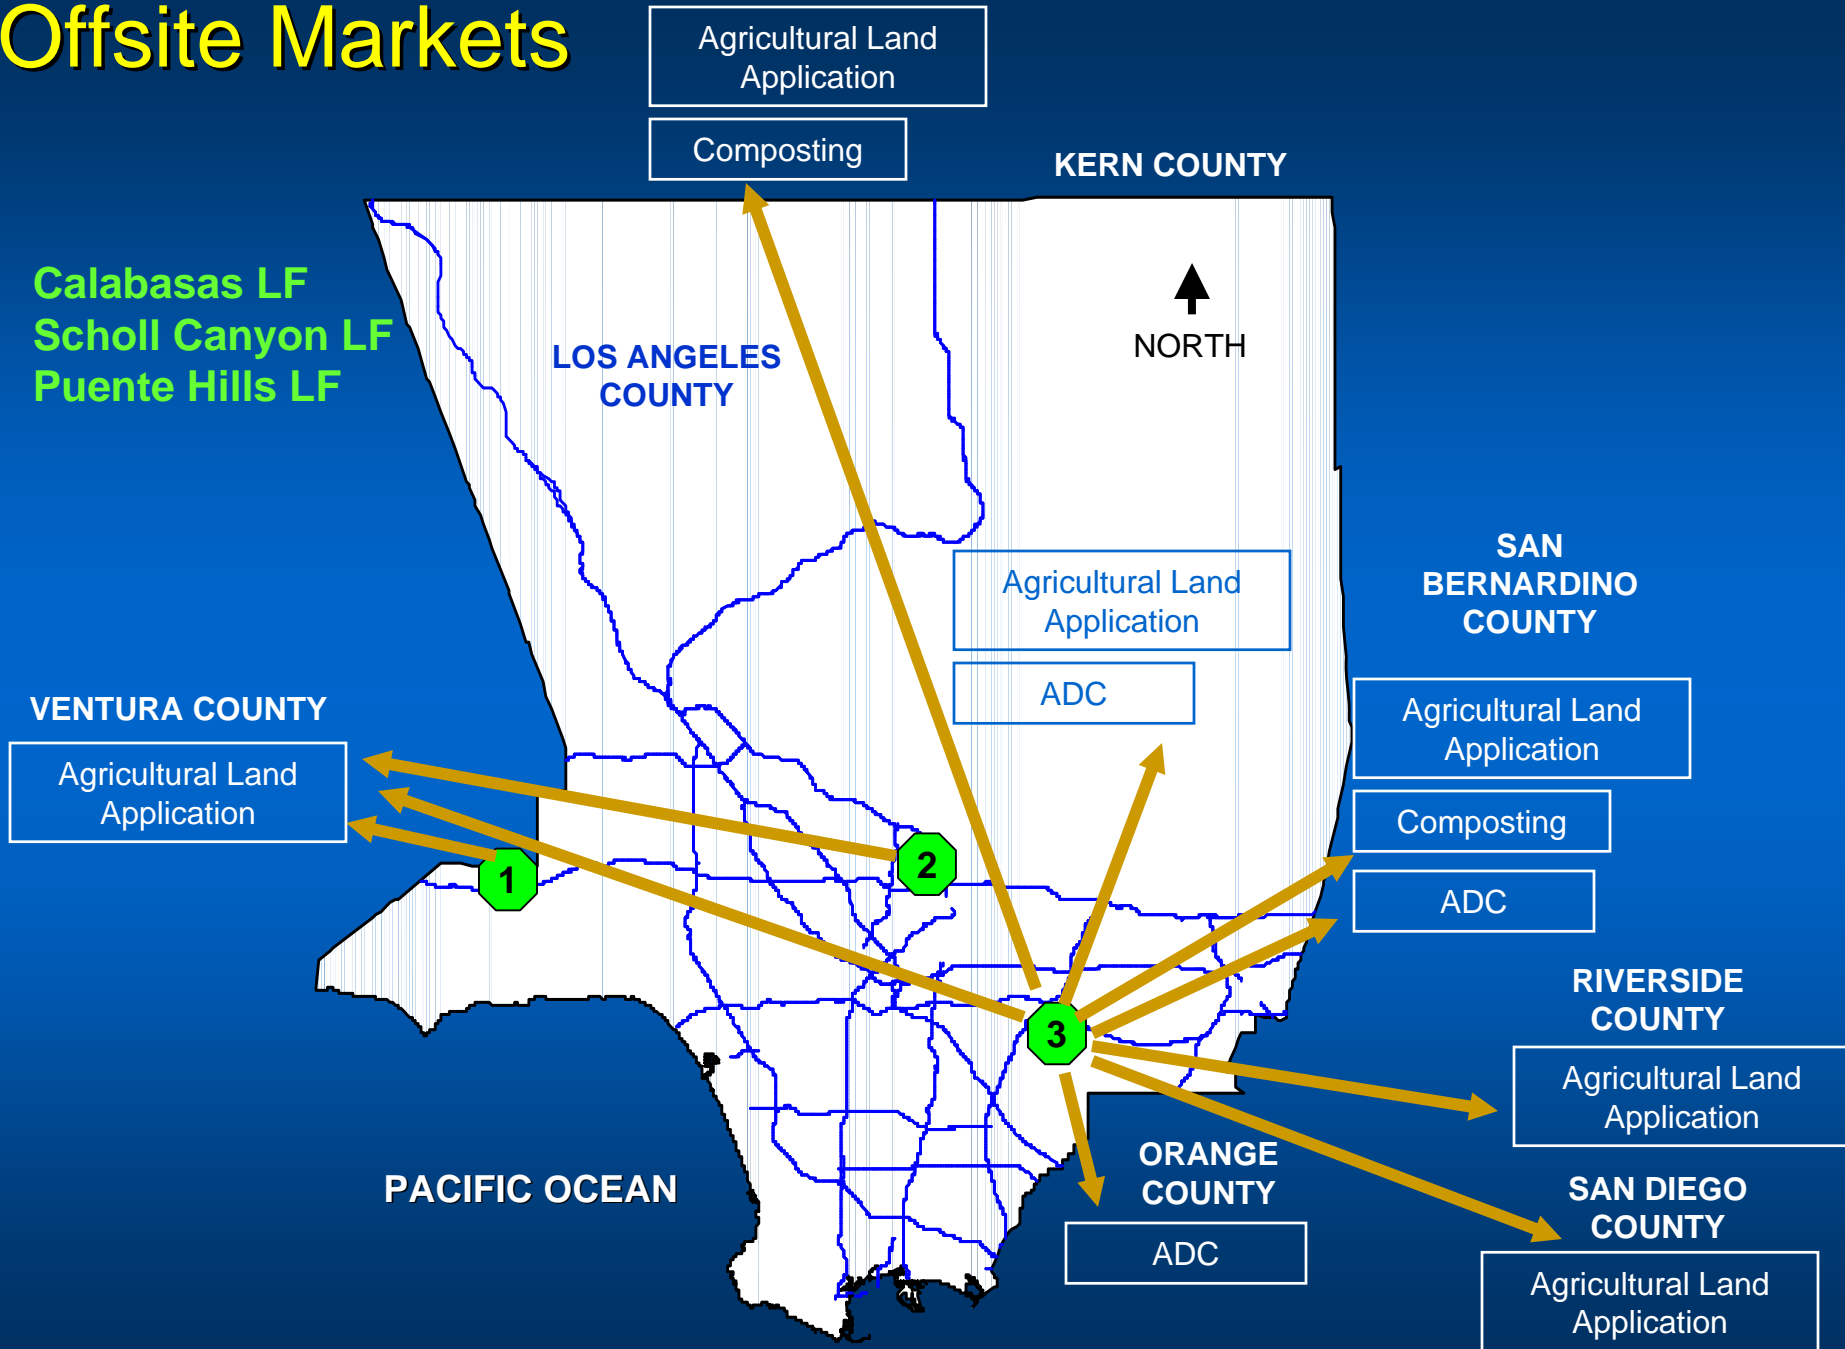 Offsite Markets
Agricultural Land
Application
Composting
KERN COUNTY
Calabasas LF
Scholl Canyon LF
Puente Hills LF
NORTH
LOS ANGELES
COUNTY
Agricultural Land
Application
ADC
SAN
BERNARDINO
COUNTY
Agricultural Land
Application
Composting
ADC
VENTURA COUNTY
Agricultural Land
Application
1
2
3
RIVERSIDE
COUNTY
Agricultural Land
Application
ORANGE
COUNTY
ADC
PACIFIC OCEAN
SAN DIEGO
COUNTY
Agricultural Land
Application